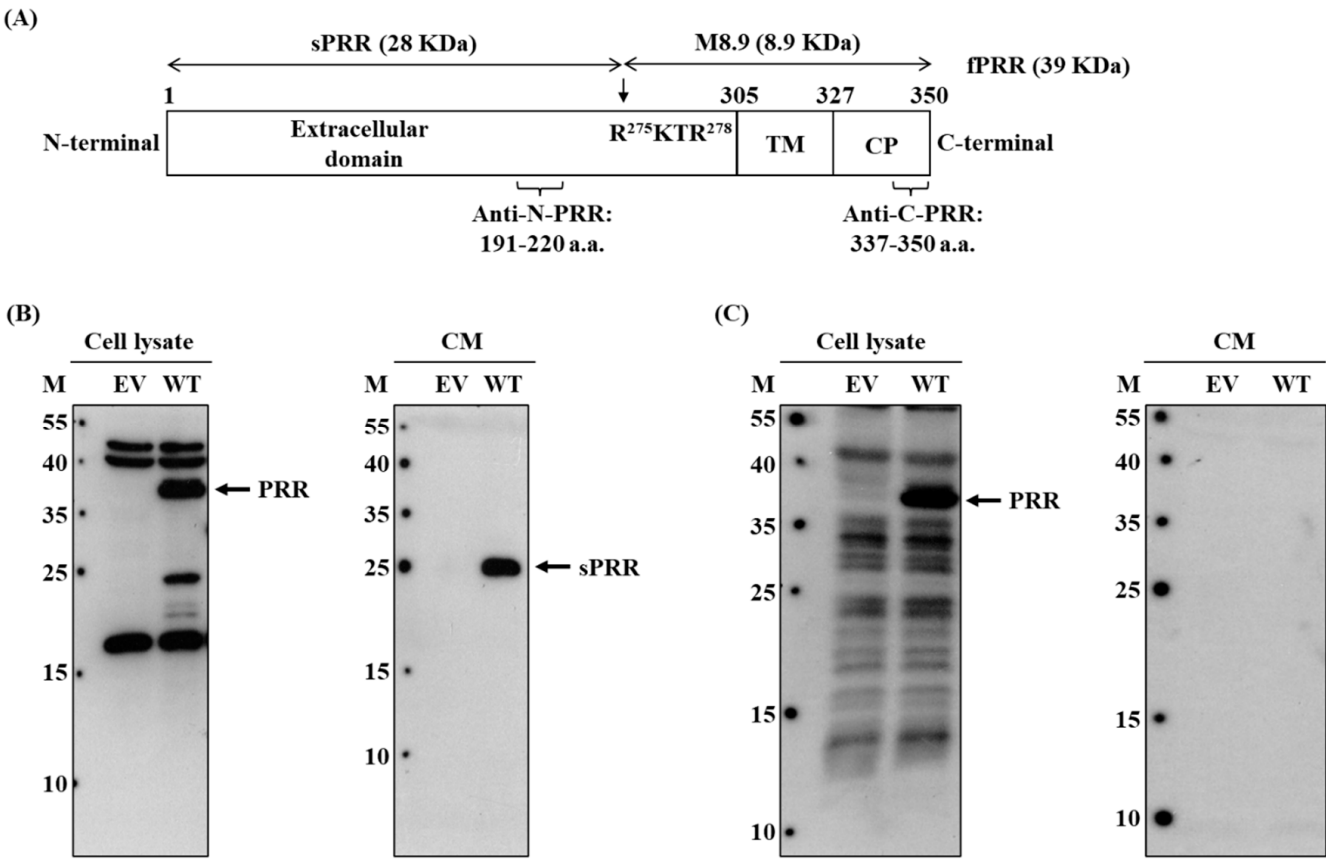 (A)
sPRR (28 KDa) M8.9 (8.9 KDa) fPRR (39 KDa)
1 305 327 350
N-terminal Extracellular domain R²⁷⁵KTR²⁷⁸ TM CP C-terminal
Anti-N-PRR: Anti-C-PRR:
191-220 a.a. 337-350 a.a.
(B)
Cell lysate CM
M EV WT M EV WT
55 55
40 40
PRR
35 35
25 25
sPRR
15 15
10 10
(C)
Cell lysate CM
M EV WT M EV WT
55 55
40 40
PRR
35 35
25 25
15 15
10 10